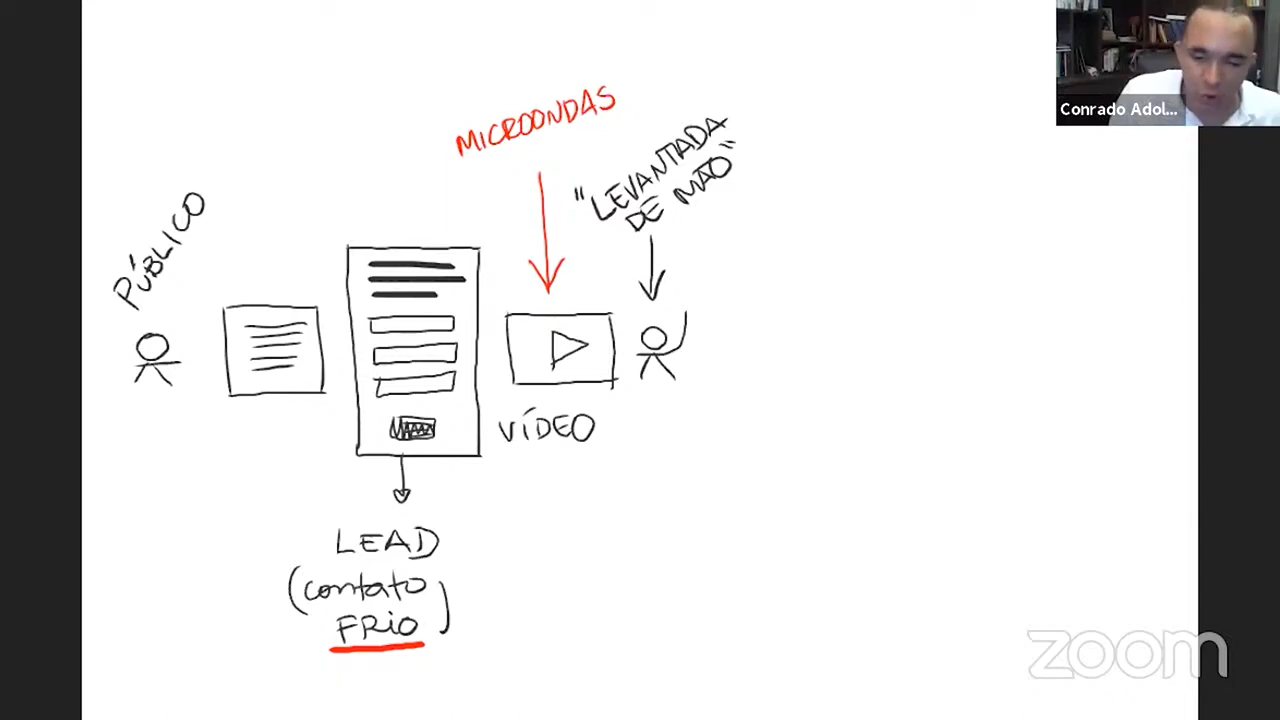 Conrado Adol...
MICROONDAS
"LEVANTADA
DE MÃO"
PÚBLICO
VÍDEO
LEAD
(contato
FRIO)
zoom